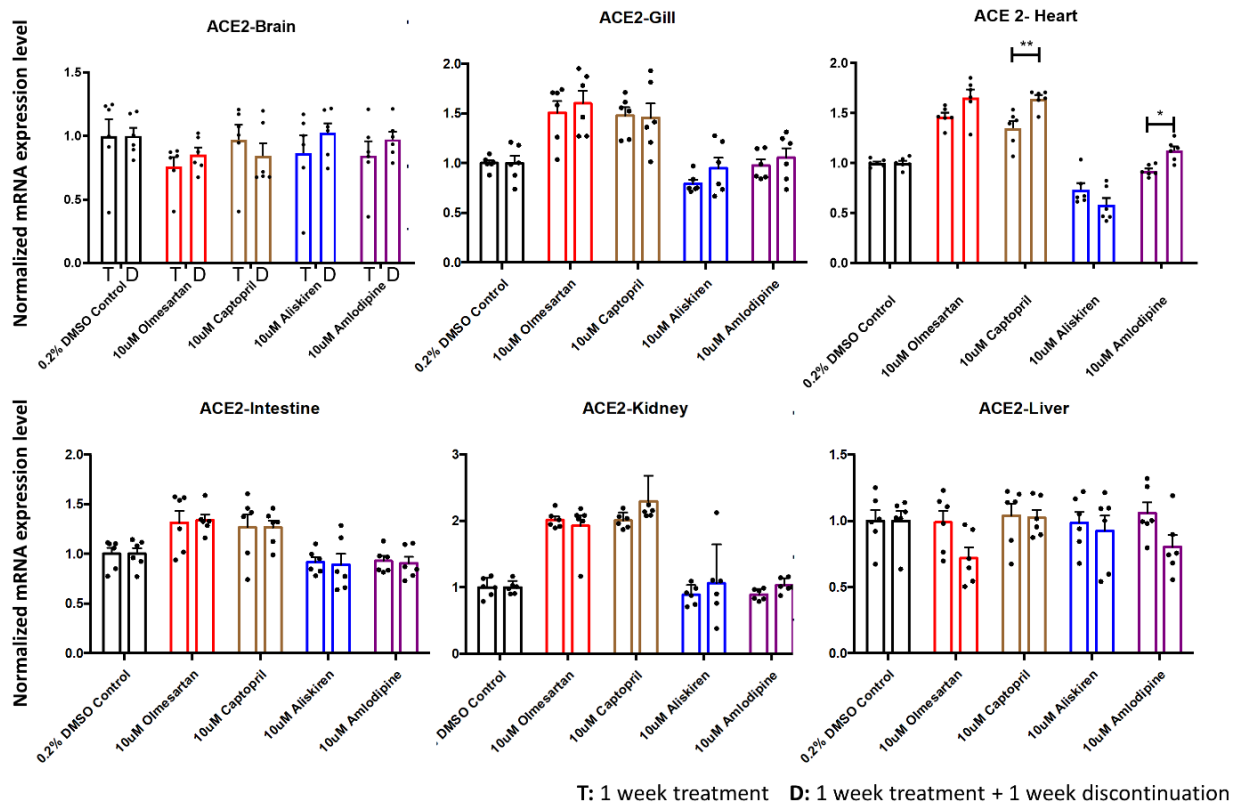 Normalized mRNA expression level
ACE2-Brain
1.5
1.0
0.5
0.0
T D T D T D T D T D
0.2% DMSO Control
10uM Olmesartan
10uM Captopril
10uM Aliskiren
10uM Amlodipine
ACE2-Gill
2.0
1.5
1.0
0.5
0.0
0.2% DMSO Control
10uM Olmesartan
10uM Captopril
10uM Aliskiren
10uM Amlodipine
ACE 2- Heart
**
*
2.0
1.5
1.0
0.5
0.0
0.2% DMSO Control
10uM Olmesartan
10uM Captopril
10uM Aliskiren
10uM Amlodipine
Normalized mRNA expression level
ACE2-Intestine
2.0
1.5
1.0
0.5
0.0
0.2% DMSO Control
10uM Olmesartan
10uM Captopril
10uM Aliskiren
10uM Amlodipine
ACE2-Kidney
3
2
1
0
DMSO Control
10uM Olmesartan
10uM Captopril
10uM Aliskiren
10uM Amlodipine
ACE2-Liver
1.5
1.0
0.5
0.0
0.2% DMSO Control
10uM Olmesartan
10uM Captopril
10uM Aliskiren
10uM Amlodipine
T: 1 week treatment D: 1 week treatment + 1 week discontinuation